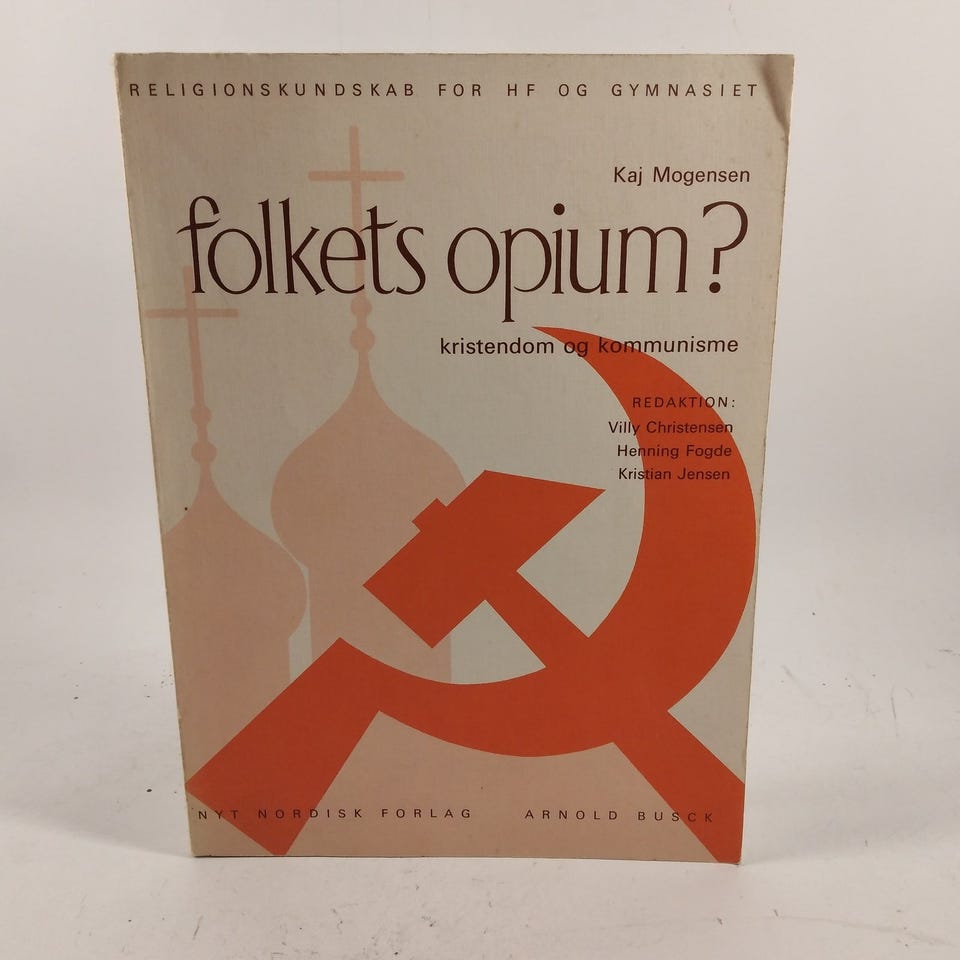 RELIGIONSKUNDSKAB FOR HF OG GYMNASIET
Kaj Mogensen
folkets opium?
kristendom og kommunisme
REDAKTION:
Villy Christensen
Henning Fogde
Kristian Jensen
NYT NORDISK FORLAG ARNOLD BUSCK